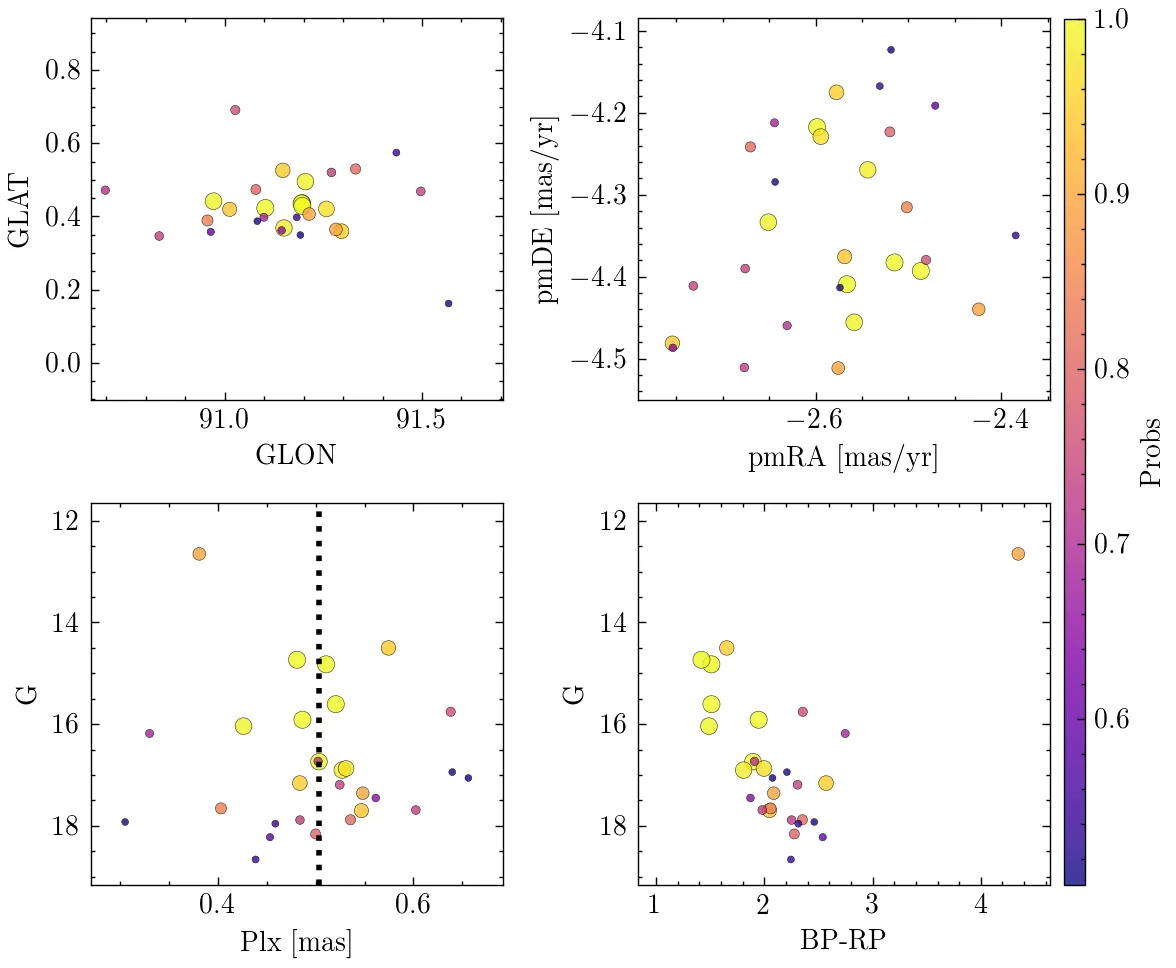 0.8
0.6
0.4
0.2
0.0
GLAT
91.0 91.5
GLON
−4.1
−4.2
−4.3
−4.4
−4.5
pmDE [mas/yr]
−2.6 −2.4
pmRA [mas/yr]
12
14
16
18
G
0.4 0.6
Plx [mas]
12
14
16
18
G
1 2 3 4
BP-RP
1.0
0.9
0.8
0.7
0.6
Probs